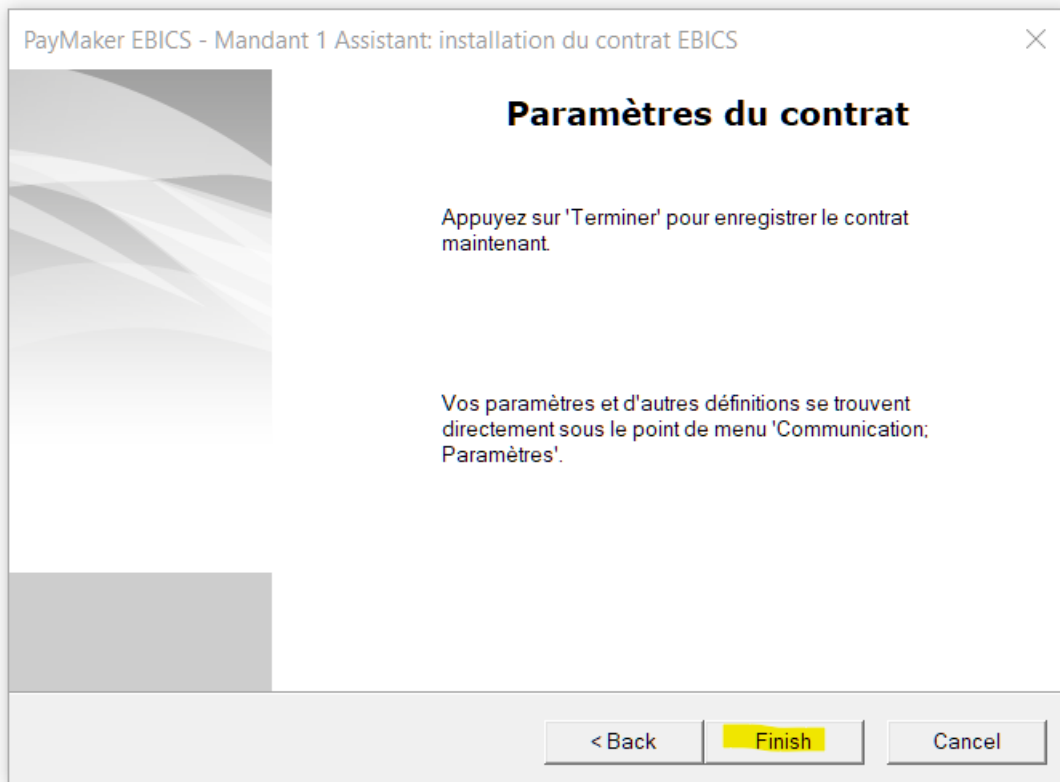 PayMaker EBICS - Mandant 1 Assistant: installation du contrat EBICS
Paramètres du contrat
Appuyez sur 'Terminer' pour enregistrer le contrat
maintenant.
Vos paramètres et d'autres définitions se trouvent
directement sous le point de menu 'Communication;
Paramètres'.
< Back Finish Cancel